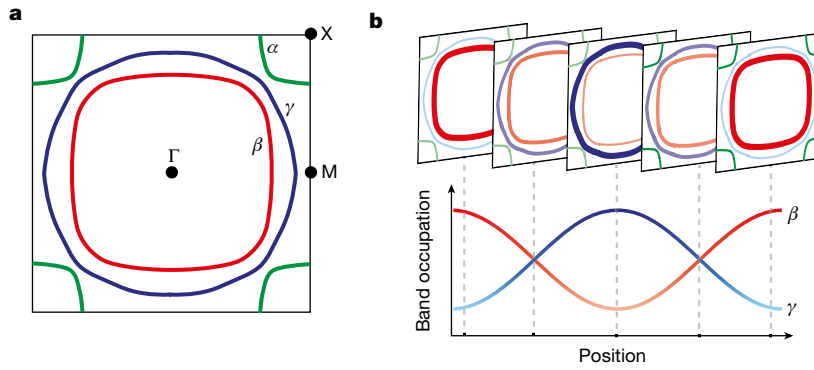 a
X
α
γ
β
Γ
M
b
Band occupation
β
γ
Position